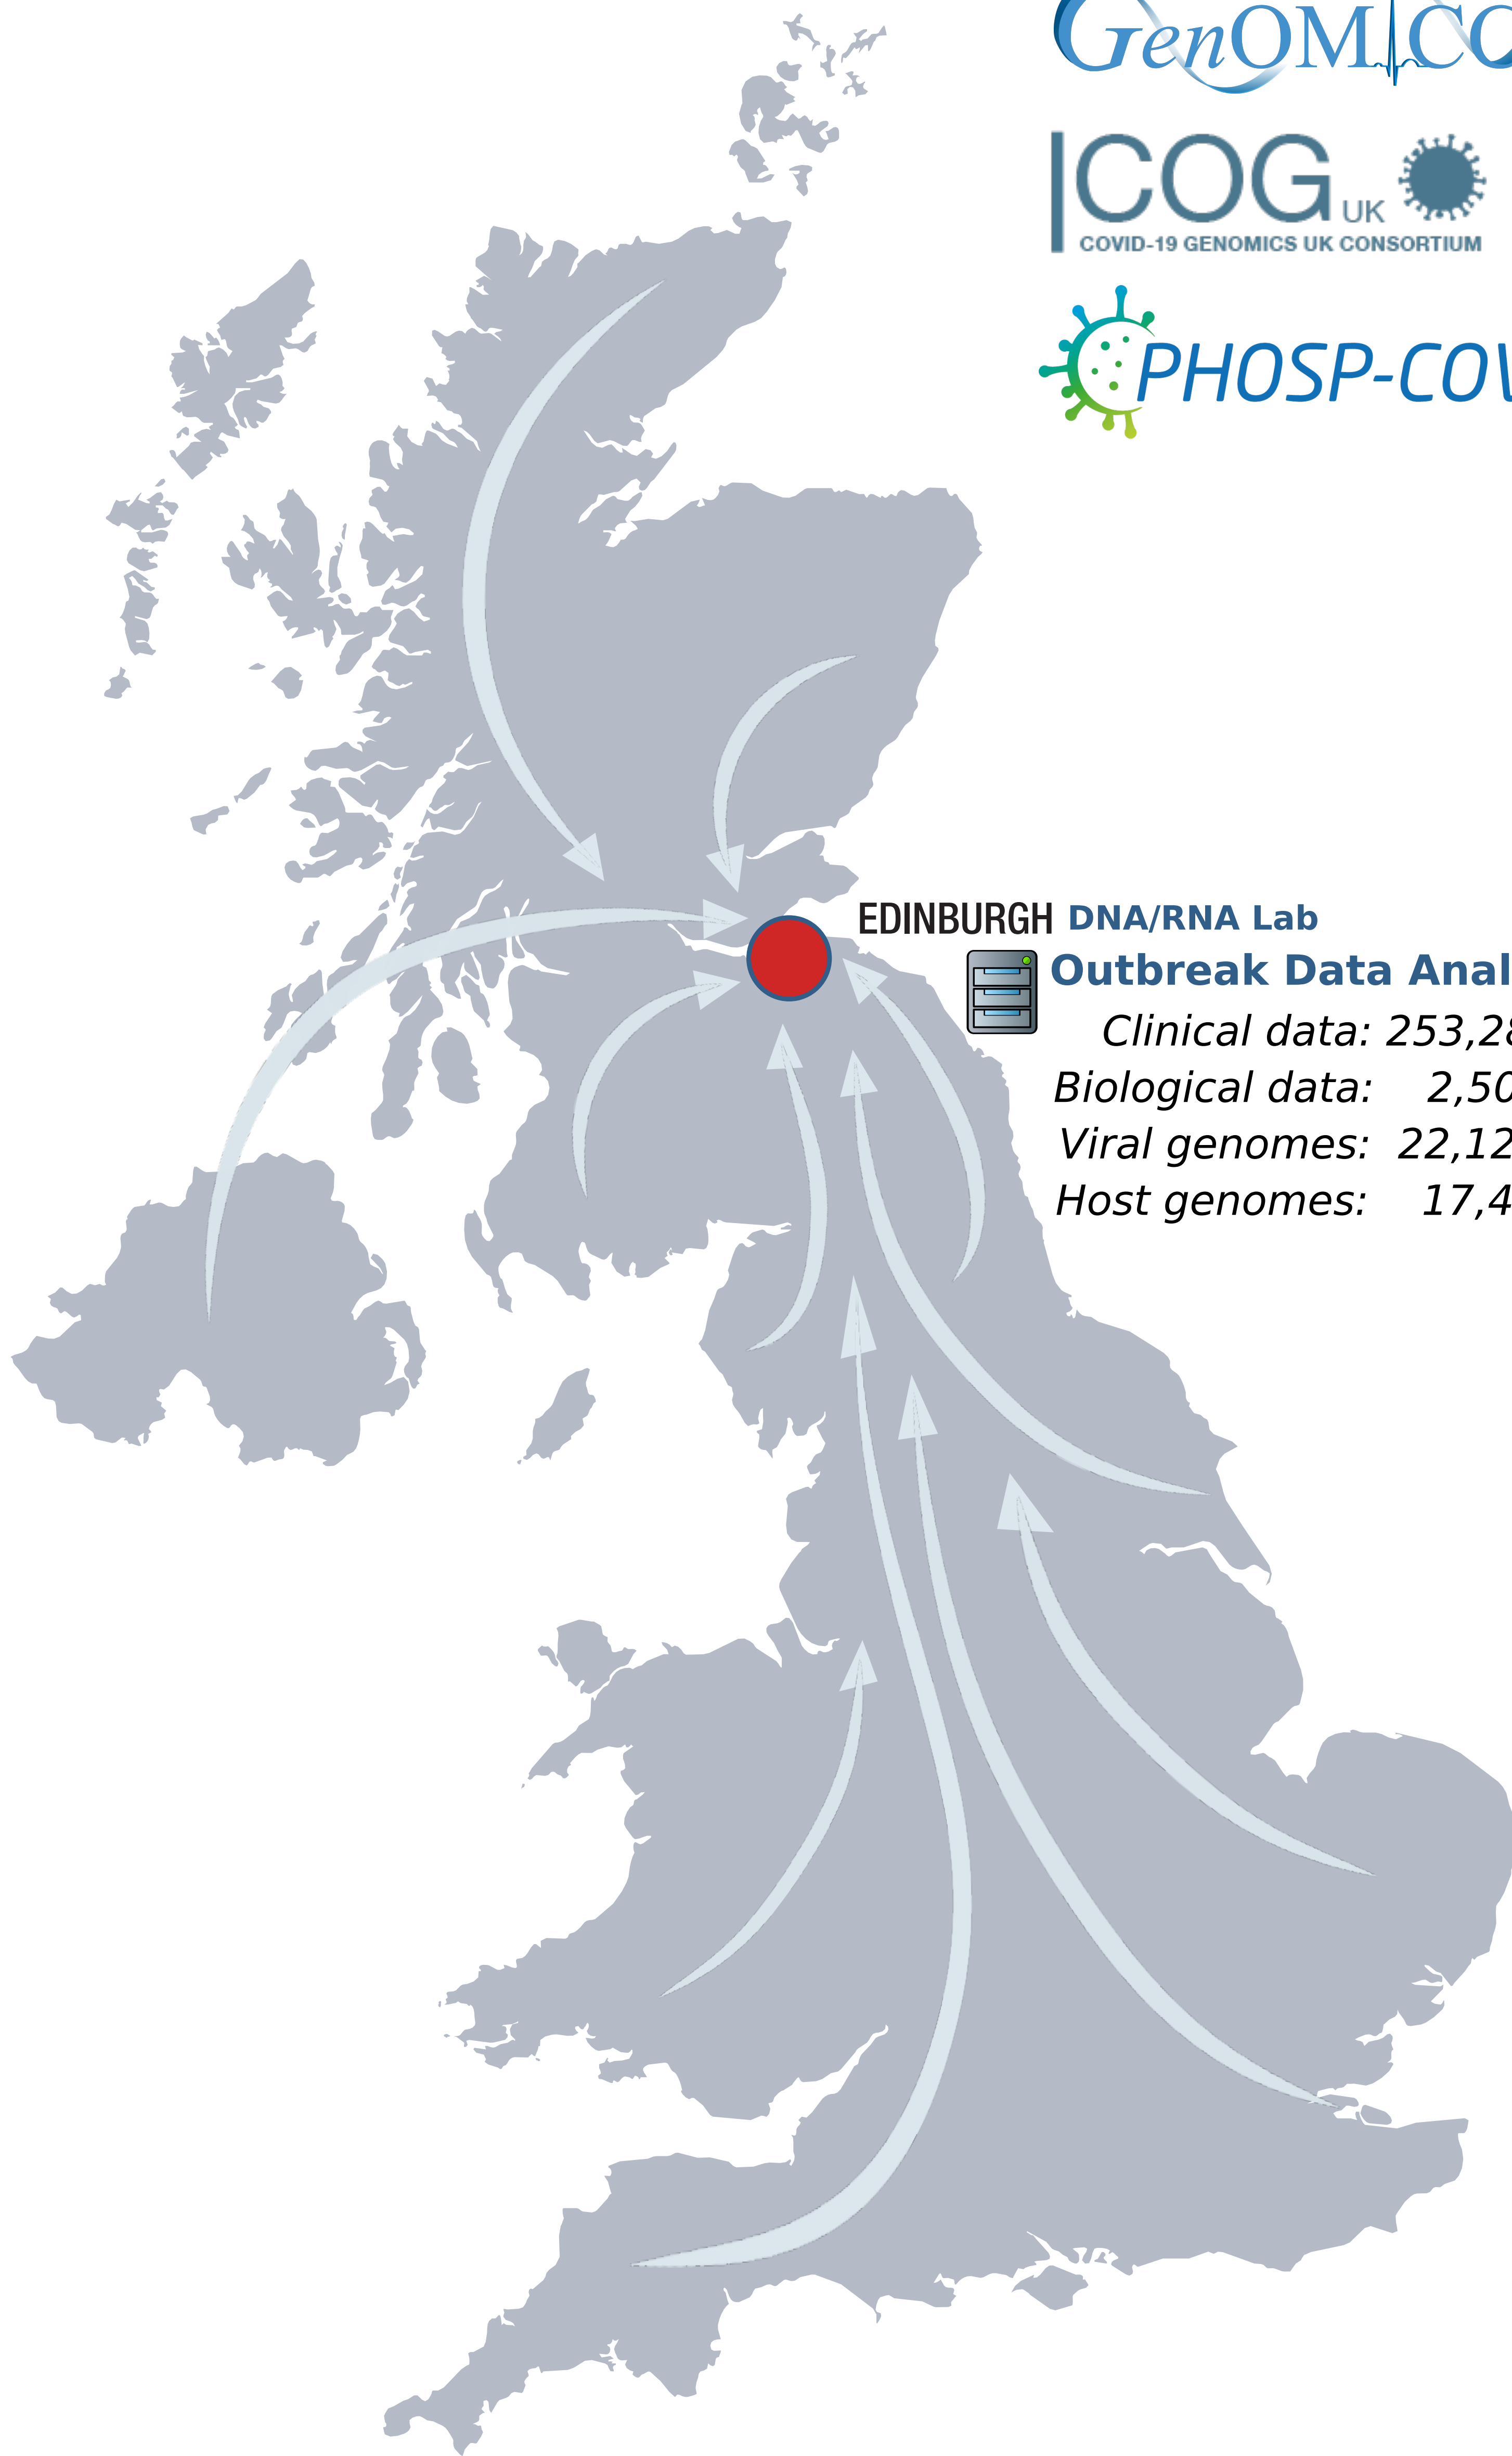 GenOMICC
COG UK
COVID-19 GENOMICS UK CONSORTIUM
PHOSP-COV
EDINBURGH DNA/RNA Lab
Outbreak Data Anal
Clinical data: 253,28
Biological data: 2,50
Viral genomes: 22,12
Host genomes: 17,4